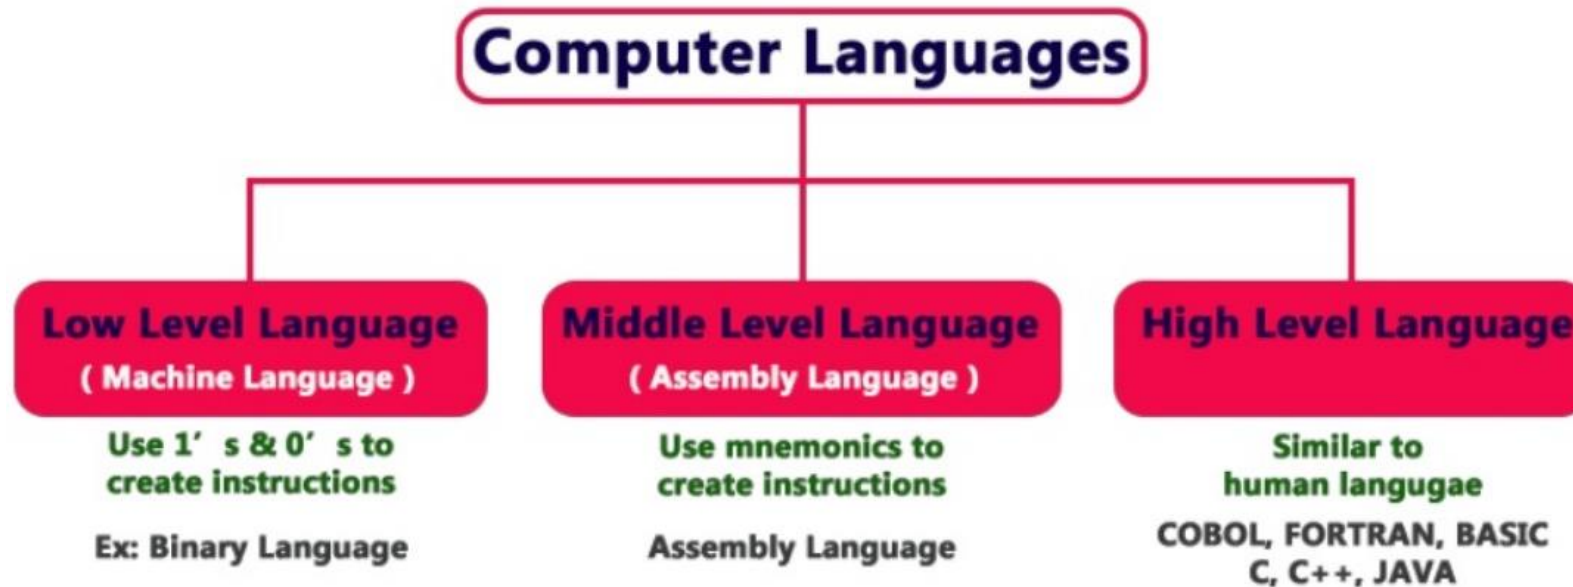 Computer Languages
Low Level Language
( Machine Language )
Use 1′ s & 0′ s to
create instructions
Ex: Binary Language
Middle Level Language
( Assembly Language )
Use mnemonics to
create instructions
Assembly Language
High Level Language
Similar to
human langugae
COBOL, FORTRAN, BASIC
C, C++, JAVA